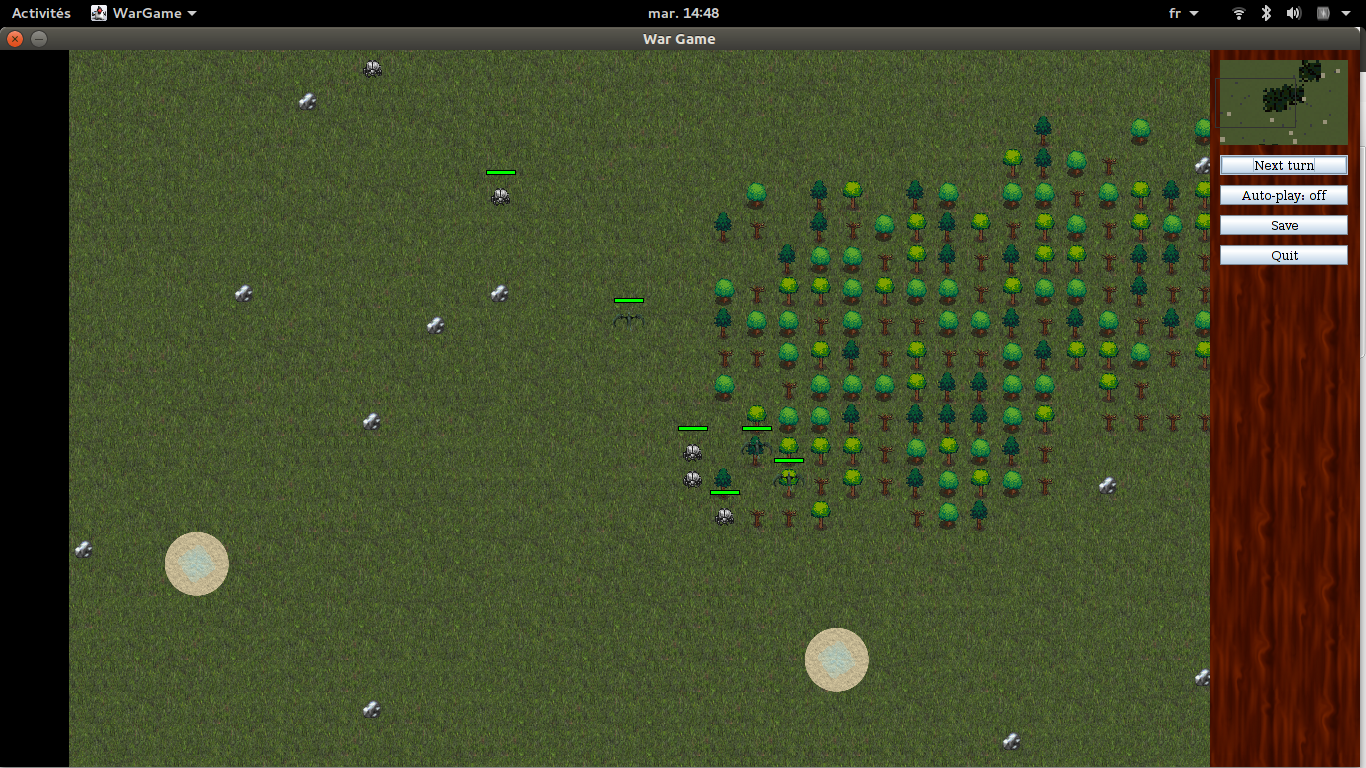 Activités WarGame mar. 14:48 fr
War Game
Next turn
Auto-play: off
Save
Quit